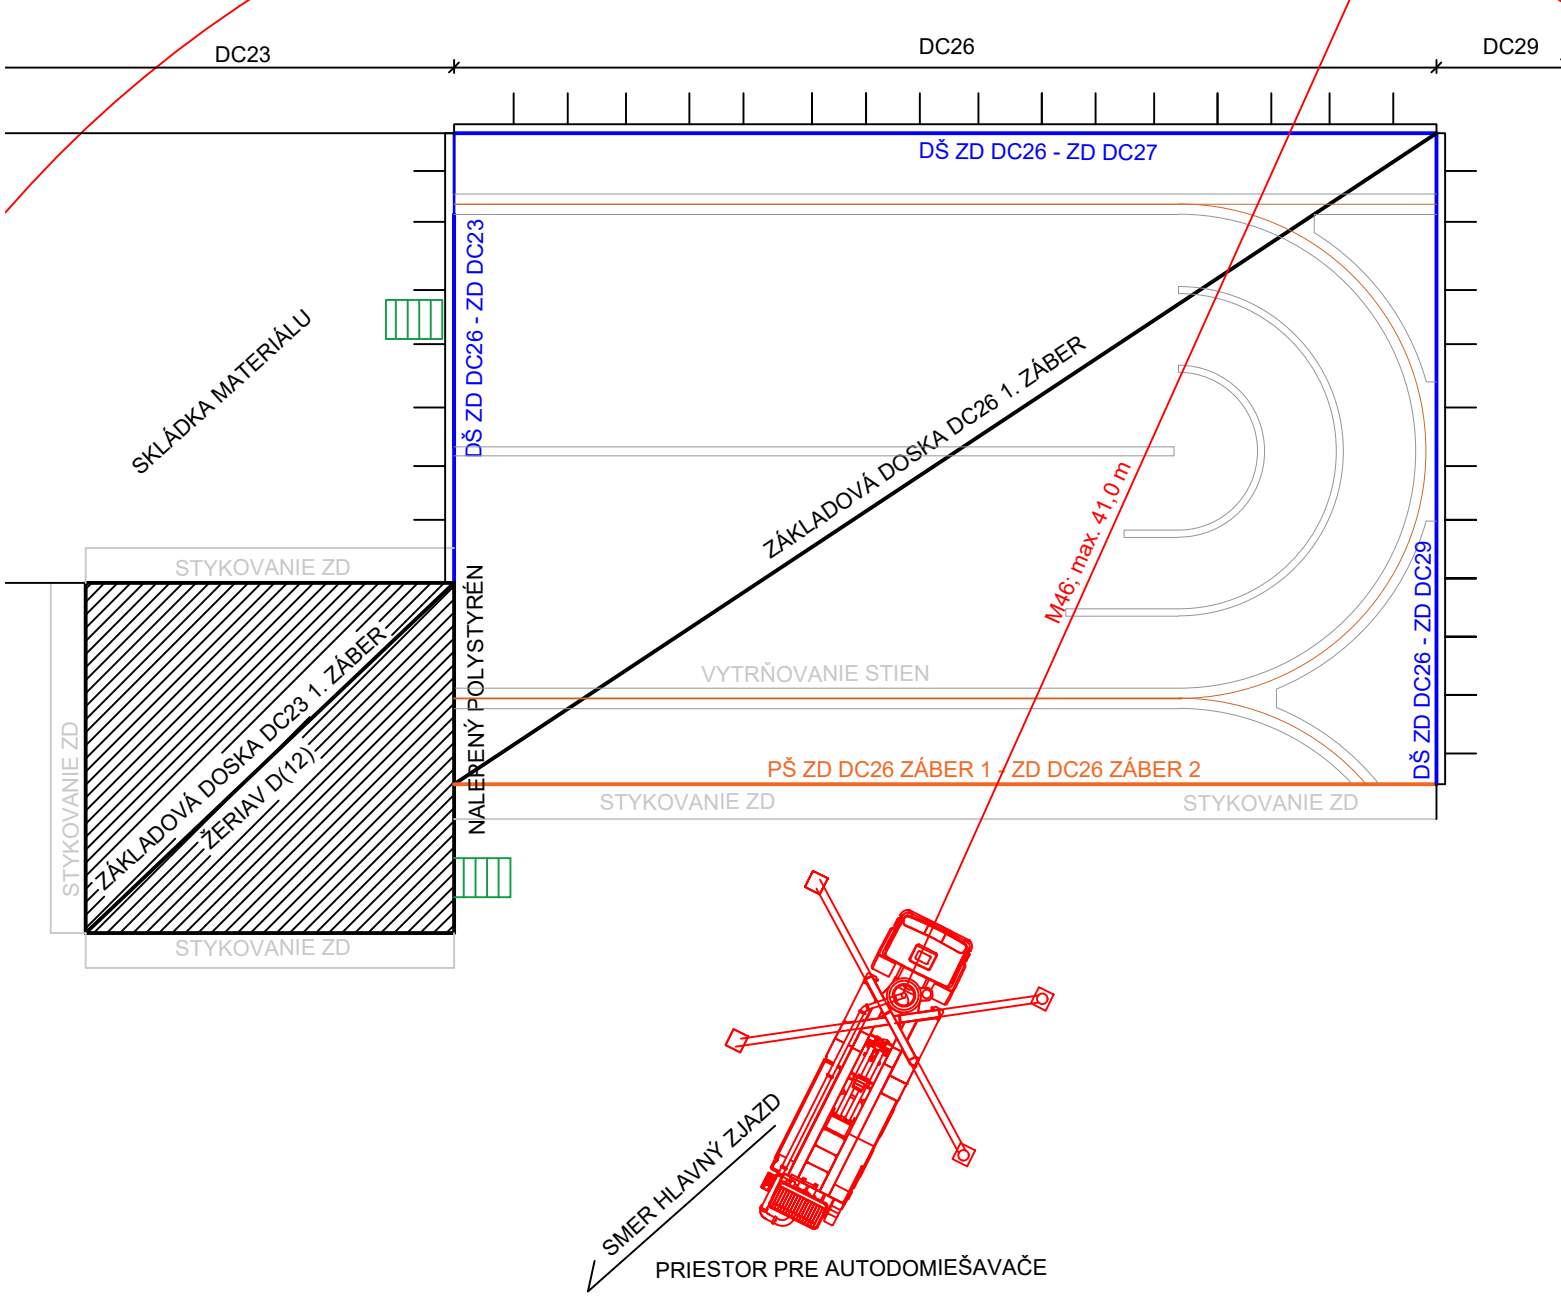 DC23
DC26
DC29
DŠ ZD DC26 - ZD DC27
DŠ ZD DC26 - ZD DC23
SKLÁDKA MATERIÁLU
ZÁKLADOVÁ DOSKA DC26 1. ZÁBER
M46; max. 41,0 m
STYKOVANIE ZD
STYKOVANIE ZD
ZÁKLADOVÁ DOSKA DC23 1. ZÁBER
ŽERIAV D(12)
NALEPENÝ POLYSTYRÉN
VYTRŇOVANIE STIEN
DŠ ZD DC26 - ZD DC29
PŠ ZD DC26 ZÁBER 1 - ZD DC26 ZÁBER 2
STYKOVANIE ZD
STYKOVANIE ZD
STYKOVANIE ZD
SMER HLAVNÝ ZJAZD
PRIESTOR PRE AUTODOMIEŠAVAČE